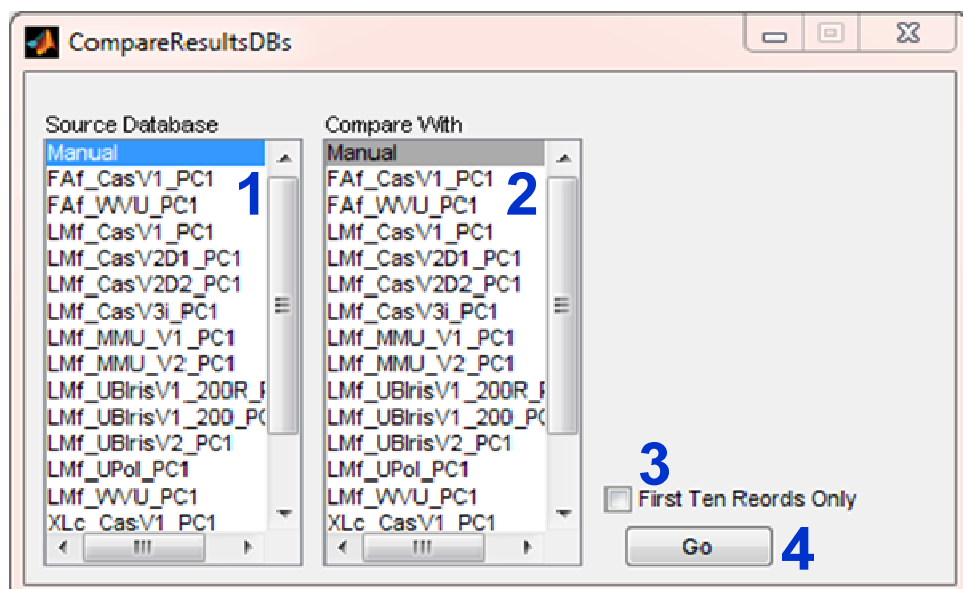 CompareResultsDBs
Source Database
Manual
FAf_CasV1_PC1
FAf_WVU_PC1
LMf_CasV1_PC1
LMf_CasV2D1_PC1
LMf_CasV2D2_PC1
LMf_CasV3i_PC1
LMf_MMU_V1_PC1
LMf_MMU_V2_PC1
LMf_UBIrisV1_200R_P
LMf_UBIrisV1_200_PC
LMf_UBIrisV2_PC1
LMf_UPol_PC1
LMf_WVU_PC1
XLc_CasV1_PC1
1
Compare With
Manual
FAf_CasV1_PC1
FAf_WVU_PC1
LMf_CasV1_PC1
LMf_CasV2D1_PC1
LMf_CasV2D2_PC1
LMf_CasV3i_PC1
LMf_MMU_V1_PC1
LMf_MMU_V2_PC1
LMf_UBIrisV1_200R_P
LMf_UBIrisV1_200_PC
LMf_UBIrisV2_PC1
LMf_UPol_PC1
LMf_WVU_PC1
XLc_CasV1_PC1
2
3
First Ten Reords Only
Go
4